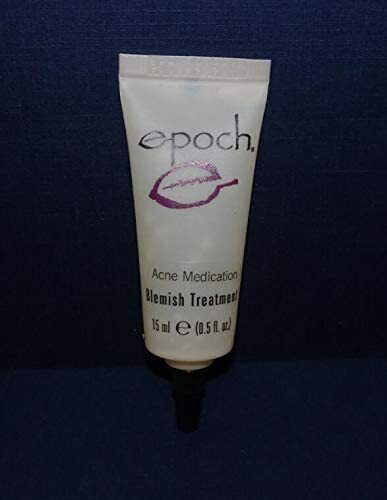 epoch®
Acne Medication
Blemish Treatment
15 ml ℮ (0.5 fl. oz.)